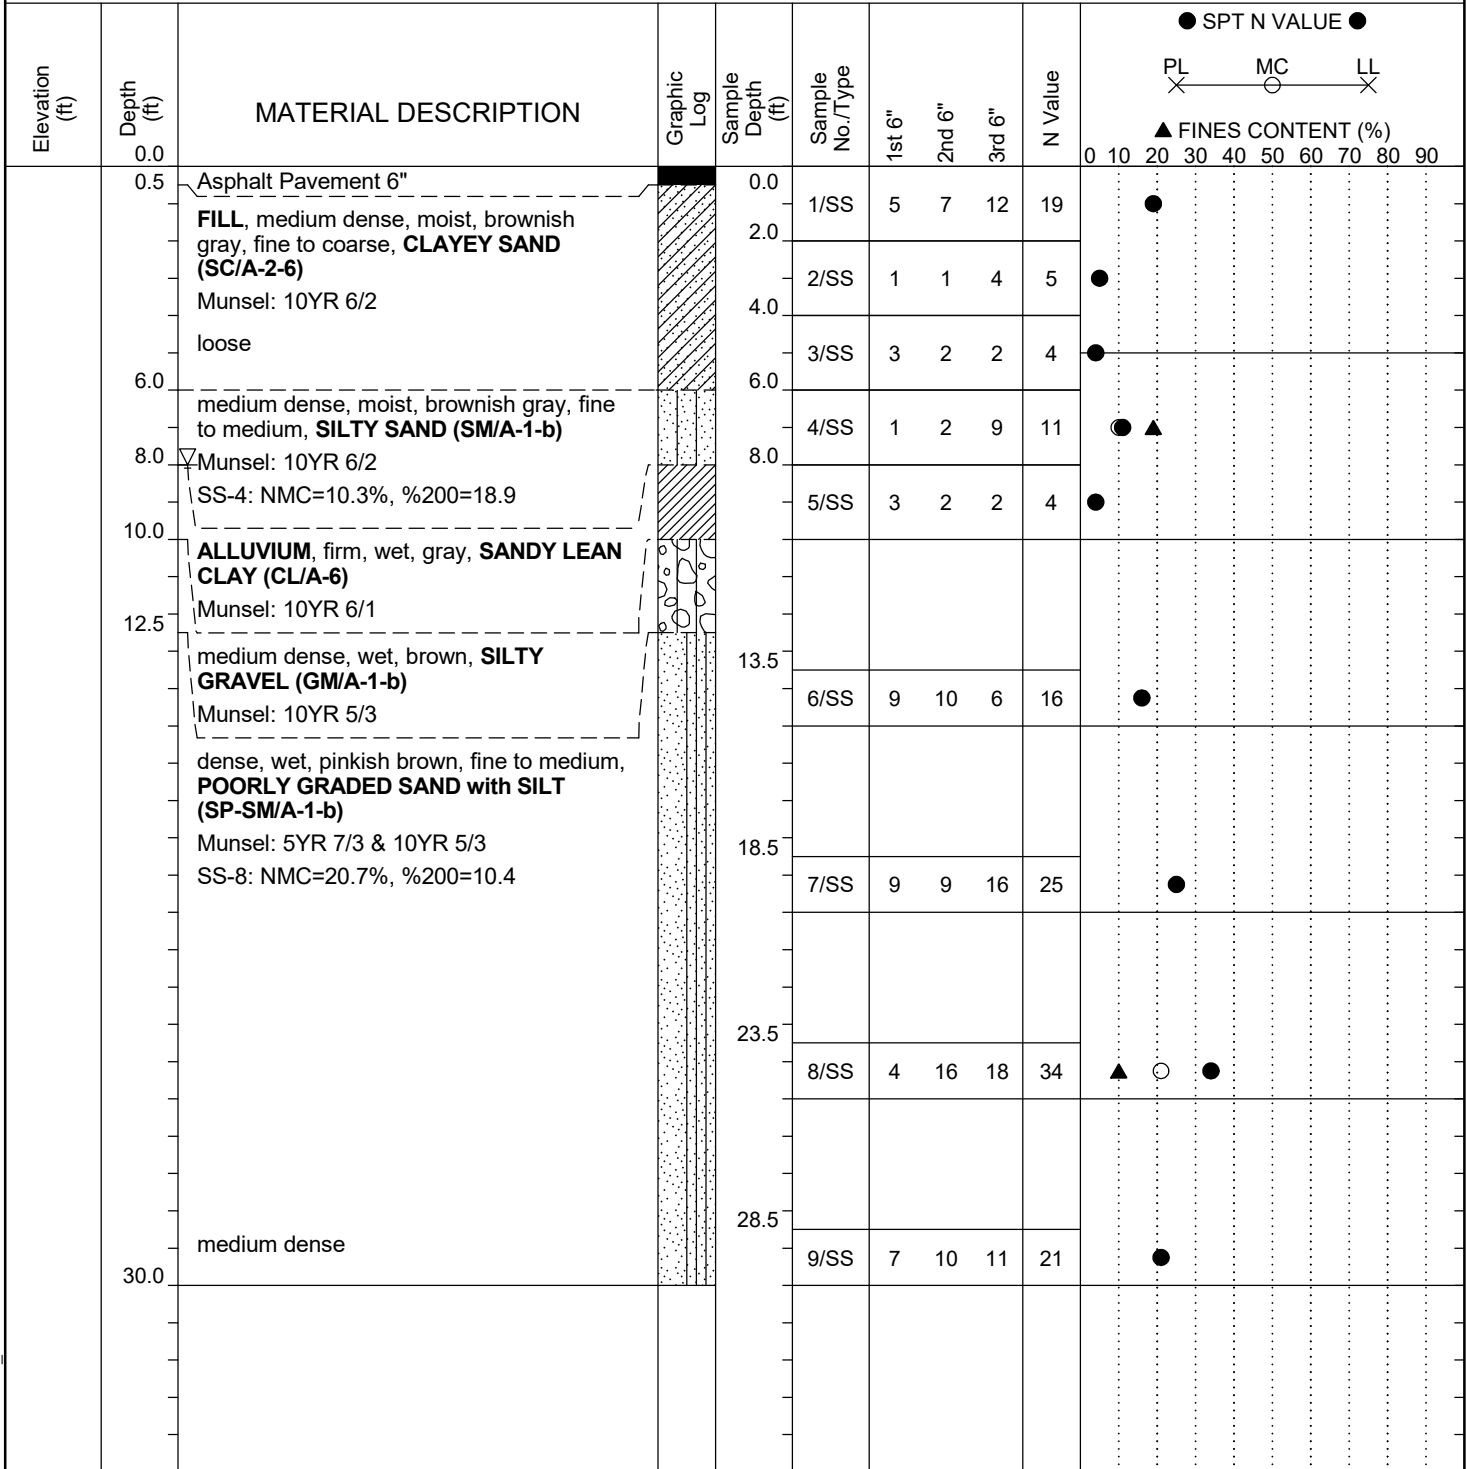 ● SPT N VALUE ●
PL MC LL
▲ FINES CONTENT (%)
0 10 20 30 40 50 60 70 80 90
Elevation (ft)
Depth (ft)
0.0
MATERIAL DESCRIPTION
Graphic Log
Sample Depth (ft)
Sample No./Type
1st 6"
2nd 6"
3rd 6"
N Value
0.5 Asphalt Pavement 6" 0.0
FILL, medium dense, moist, brownish
gray, fine to coarse, CLAYEY SAND
(SC/A-2-6)
Munsel: 10YR 6/2
loose
1/SS 5 7 12 19
2.0
2/SS 1 1 4 5
4.0
3/SS 3 2 2 4
6.0 6.0
medium dense, moist, brownish gray, fine
to medium, SILTY SAND (SM/A-1-b)
Munsel: 10YR 6/2
SS-4: NMC=10.3%, %200=18.9
4/SS 1 2 9 11
8.0 8.0
5/SS 3 2 2 4
10.0
ALLUVIUM, firm, wet, gray, SANDY LEAN
CLAY (CL/A-6)
Munsel: 10YR 6/1
12.5
medium dense, wet, brown, SILTY
GRAVEL (GM/A-1-b)
Munsel: 10YR 5/3
13.5
6/SS 9 10 6 16
dense, wet, pinkish brown, fine to medium,
POORLY GRADED SAND with SILT
(SP-SM/A-1-b)
Munsel: 5YR 7/3 & 10YR 5/3
SS-8: NMC=20.7%, %200=10.4
18.5
7/SS 9 9 16 25
23.5
8/SS 4 16 18 34
28.5
medium dense
9/SS 7 10 11 21
30.0